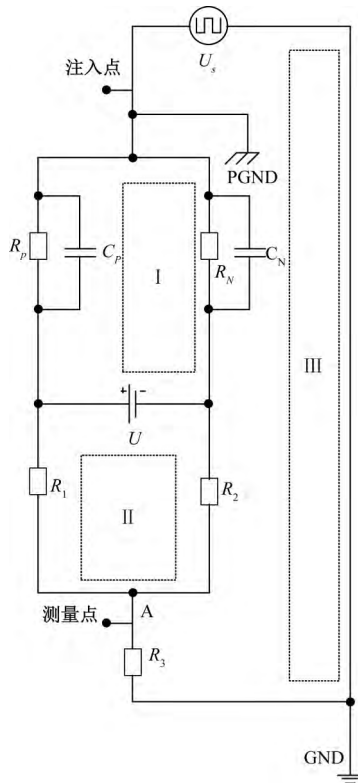 注入点
U_s
PGND
R_p
C_P
I
R_N
C_N
III
+ -
U
R_1
II
R_2
测量点
A
R_3
GND